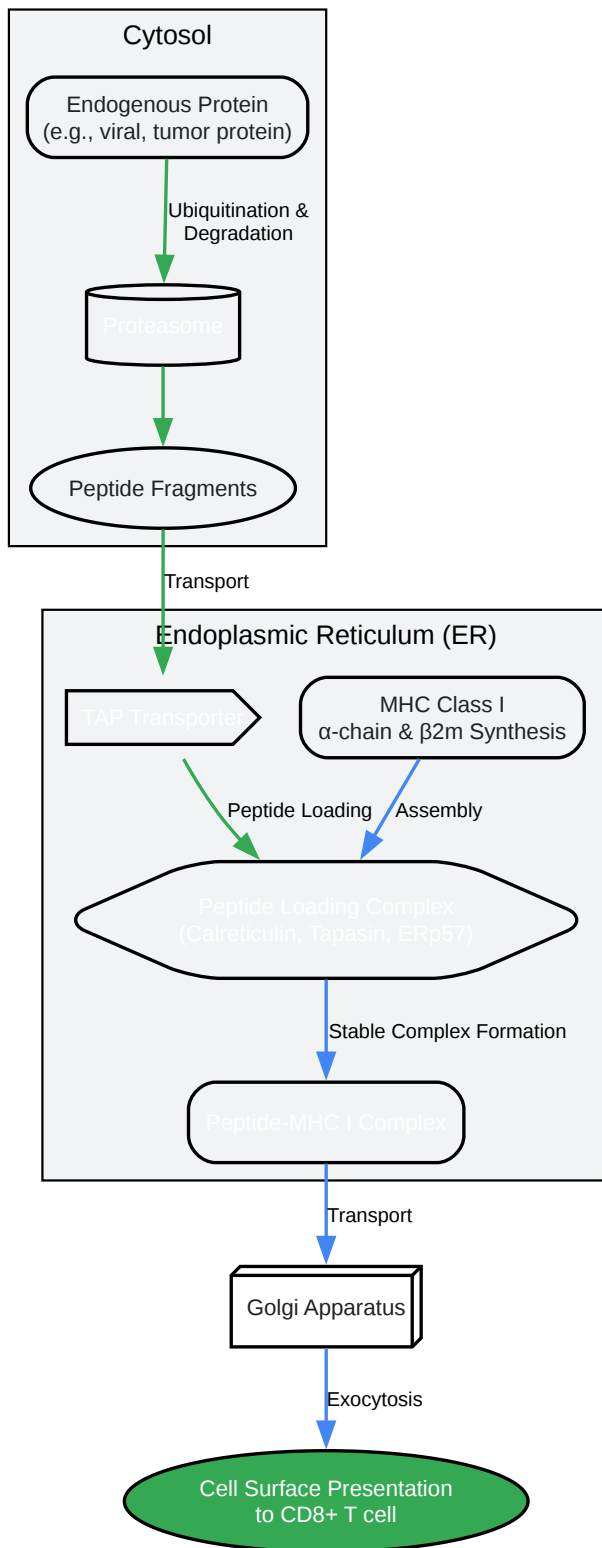 Cytosol
Endogenous Protein
(e.g., viral, tumor protein)
Ubiquitination &
Degradation
Proteasome
Peptide Fragments
Transport
Endoplasmic Reticulum (ER)
TAP Transporter
MHC Class I
α-chain & β2m Synthesis
Peptide Loading
Assembly
Peptide Loading Complex
(Calreticulin, Tapasin, ERp57)
Stable Complex Formation
Peptide-MHC I Complex
Transport
Golgi Apparatus
Exocytosis
Cell Surface Presentation
to CD8+ T cell